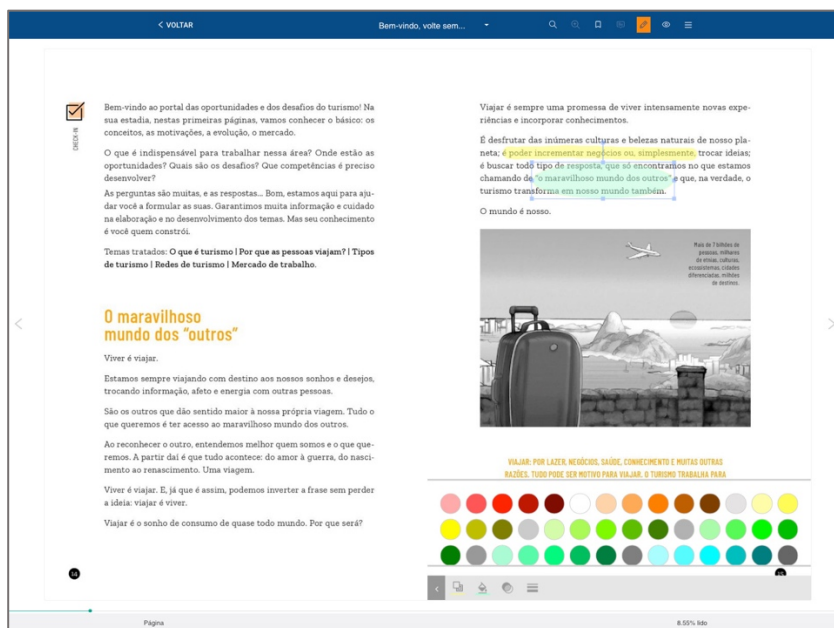 < VOLTAR
Bem-vindo, volte sem...
CHECK-IN
Bem-vindo ao portal das oportunidades e dos desafios do turismo! Na
sua estadia, nestas primeiras páginas, vamos conhecer o básico: os
conceitos, as motivações, a evolução, o mercado.
O que é indispensável para trabalhar nessa área? Onde estão as
oportunidades? Quais são os desafios? Que competências é preciso
desenvolver?
As perguntas são muitas, e as respostas... Bom, estamos aqui para aju-
dar você a formular as suas. Garantimos muita informação e cuidado
na elaboração e no desenvolvimento dos temas. Mas seu conhecimento
é você quem constrói.
Temas tratados: O que é turismo | Por que as pessoas viajam? | Tipos
de turismo | Redes de turismo | Mercado de trabalho.
O maravilhoso
mundo dos "outros"
Viver é viajar.
Estamos sempre viajando com destino aos nossos sonhos e desejos,
trocando informação, afeto e energia com outras pessoas.
São os outros que dão sentido maior à nossa própria viagem. Tudo o
que queremos é ter acesso ao maravilhoso mundo dos outros.
Ao reconhecer o outro, entendemos melhor quem somos e o que que-
remos. A partir daí é que tudo acontece: do amor à guerra, do nasci-
mento ao renascimento. Uma viagem.
Viver é viajar. E, já que é assim, podemos inverter a frase sem perder
a ideia: viajar é viver.
Viajar é o sonho de consumo de quase todo mundo. Por que será?
14
Viajar é sempre uma promessa de viver intensamente novas expe-
riências e incorporar conhecimentos.
É desfrutar das inúmeras culturas e belezas naturais de nosso pla-
neta; é poder incrementar negócios ou, simplesmente, trocar ideias;
é buscar todo tipo de resposta, que só encontramos no que estamos
chamando de "o maravilhoso mundo dos outros" e que, na verdade, o
turismo transforma em nosso mundo também.
O mundo é nosso.
Mais de 7 bilhões de
pessoas, milhares
de etnias, culturas,
ecossistemas, cidades
diferenciadas, milhões
de destinos.
VIAJAR: POR LAZER, NEGÓCIOS, SAÚDE, CONHECIMENTO E MUITAS OUTRAS
RAZÕES, TUDO PODE SER MOTIVO PARA VIAJAR. O TURISMO TRABALHA PARA
Página
8.55% lido